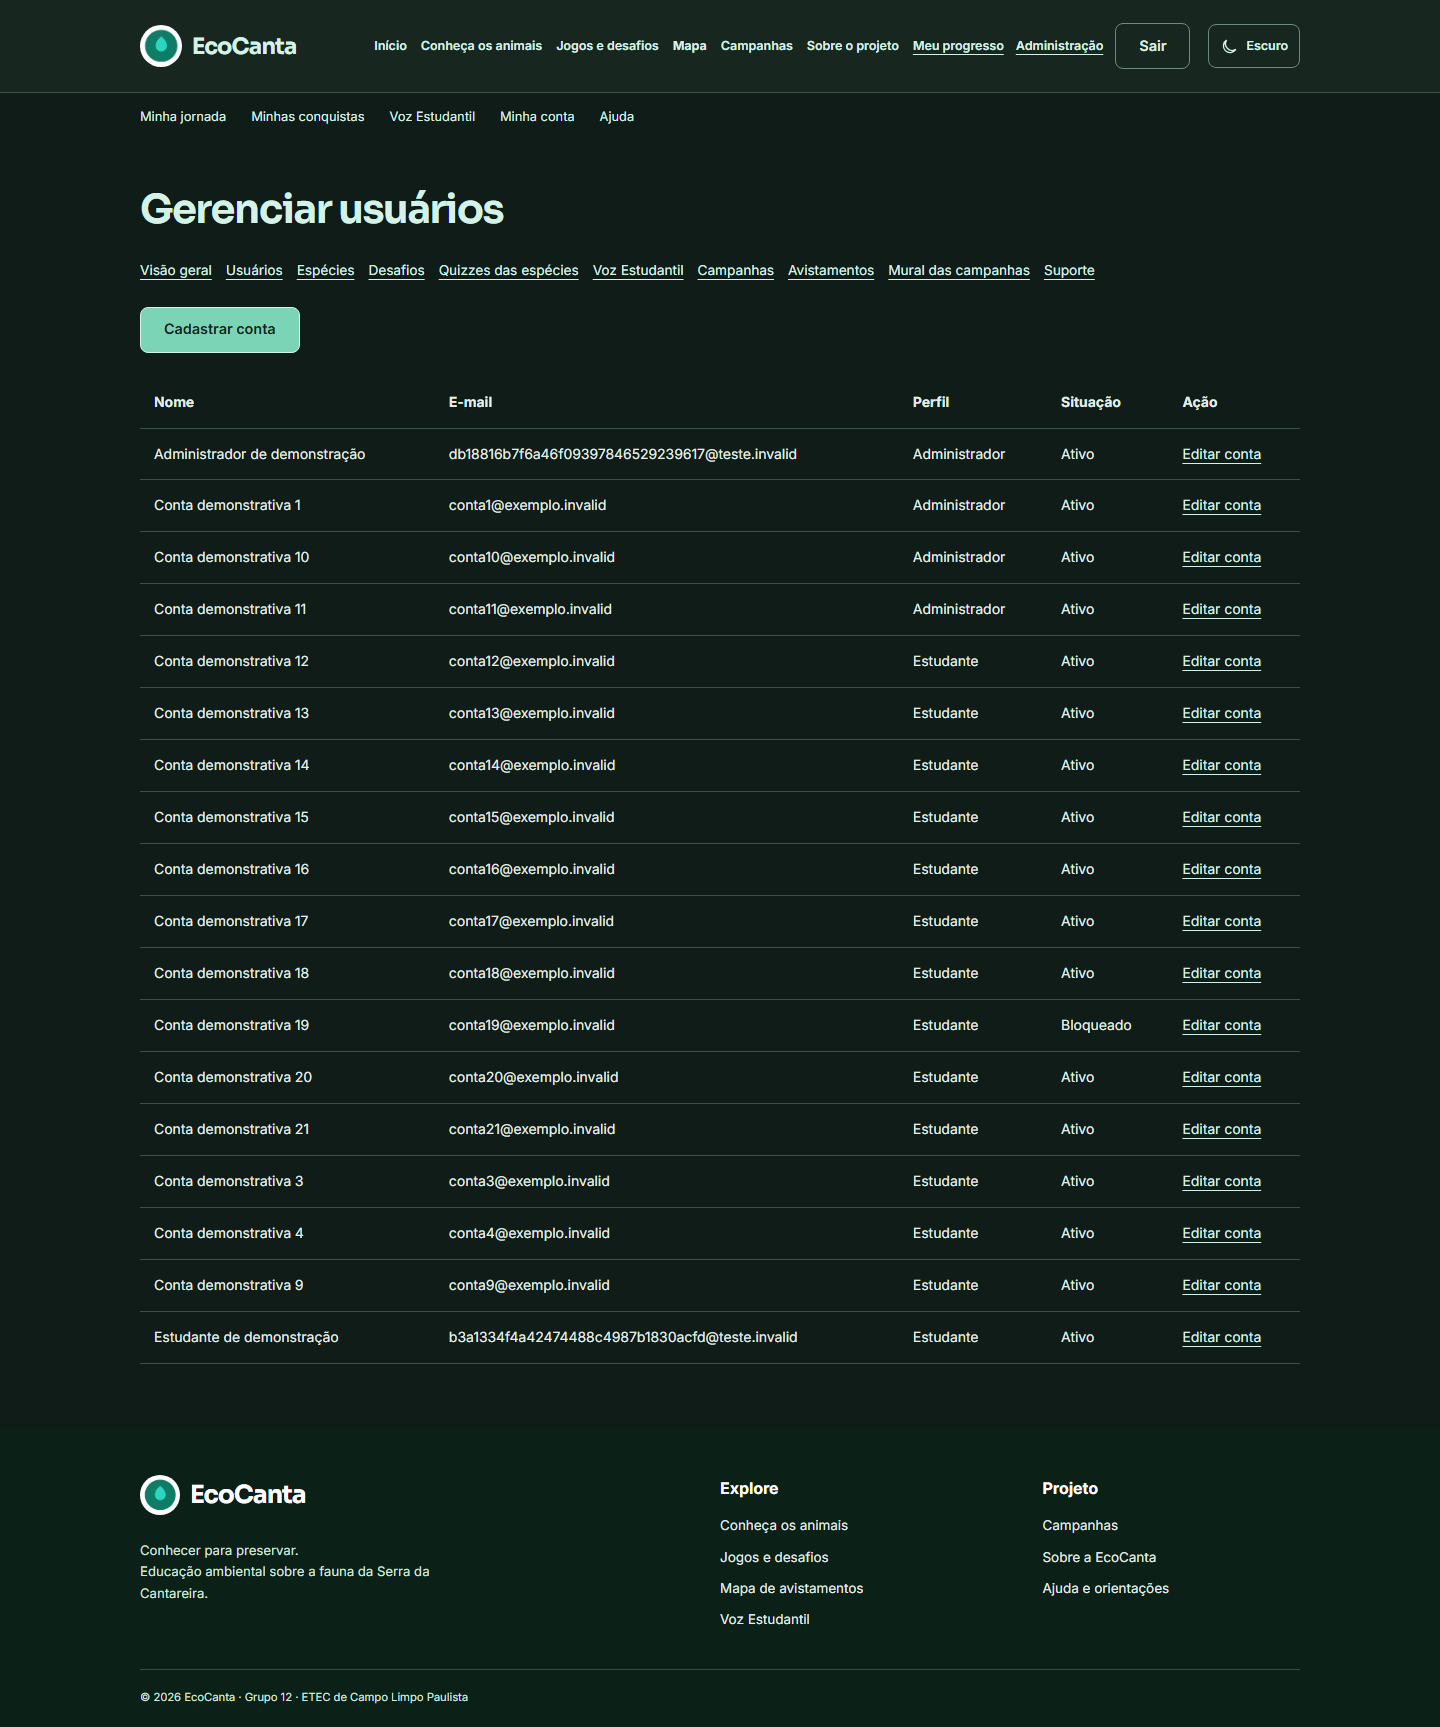 EcoCanta
Início Conheça os animais Jogos e desafios Mapa Campanhas Sobre o projeto Meu progresso Administração Sair Escuro
Minha jornada Minhas conquistas Voz Estudantil Minha conta Ajuda
Gerenciar usuários
Visão geral Usuários Espécies Desafios Quizzes das espécies Voz Estudantil Campanhas Avistamentos Mural das campanhas Suporte
Cadastrar conta
Nome E-mail Perfil Situação Ação
Administrador de demonstração db18816b7f6a46f09397846529239617@teste.invalid Administrador Ativo Editar conta
Conta demonstrativa 1 conta1@exemplo.invalid Administrador Ativo Editar conta
Conta demonstrativa 10 conta10@exemplo.invalid Administrador Ativo Editar conta
Conta demonstrativa 11 conta11@exemplo.invalid Administrador Ativo Editar conta
Conta demonstrativa 12 conta12@exemplo.invalid Estudante Ativo Editar conta
Conta demonstrativa 13 conta13@exemplo.invalid Estudante Ativo Editar conta
Conta demonstrativa 14 conta14@exemplo.invalid Estudante Ativo Editar conta
Conta demonstrativa 15 conta15@exemplo.invalid Estudante Ativo Editar conta
Conta demonstrativa 16 conta16@exemplo.invalid Estudante Ativo Editar conta
Conta demonstrativa 17 conta17@exemplo.invalid Estudante Ativo Editar conta
Conta demonstrativa 18 conta18@exemplo.invalid Estudante Ativo Editar conta
Conta demonstrativa 19 conta19@exemplo.invalid Estudante Bloqueado Editar conta
Conta demonstrativa 20 conta20@exemplo.invalid Estudante Ativo Editar conta
Conta demonstrativa 21 conta21@exemplo.invalid Estudante Ativo Editar conta
Conta demonstrativa 3 conta3@exemplo.invalid Estudante Ativo Editar conta
Conta demonstrativa 4 conta4@exemplo.invalid Estudante Ativo Editar conta
Conta demonstrativa 9 conta9@exemplo.invalid Estudante Ativo Editar conta
Estudante de demonstração b3a1334f4a42474488c4987b1830acfd@teste.invalid Estudante Ativo Editar conta
EcoCanta
Conhecer para preservar.
Educação ambiental sobre a fauna da Serra da
Cantareira.
Explore
Conheça os animais
Jogos e desafios
Mapa de avistamentos
Voz Estudantil
Projeto
Campanhas
Sobre a EcoCanta
Ajuda e orientações
© 2026 EcoCanta · Grupo 12 · ETEC de Campo Limpo Paulista